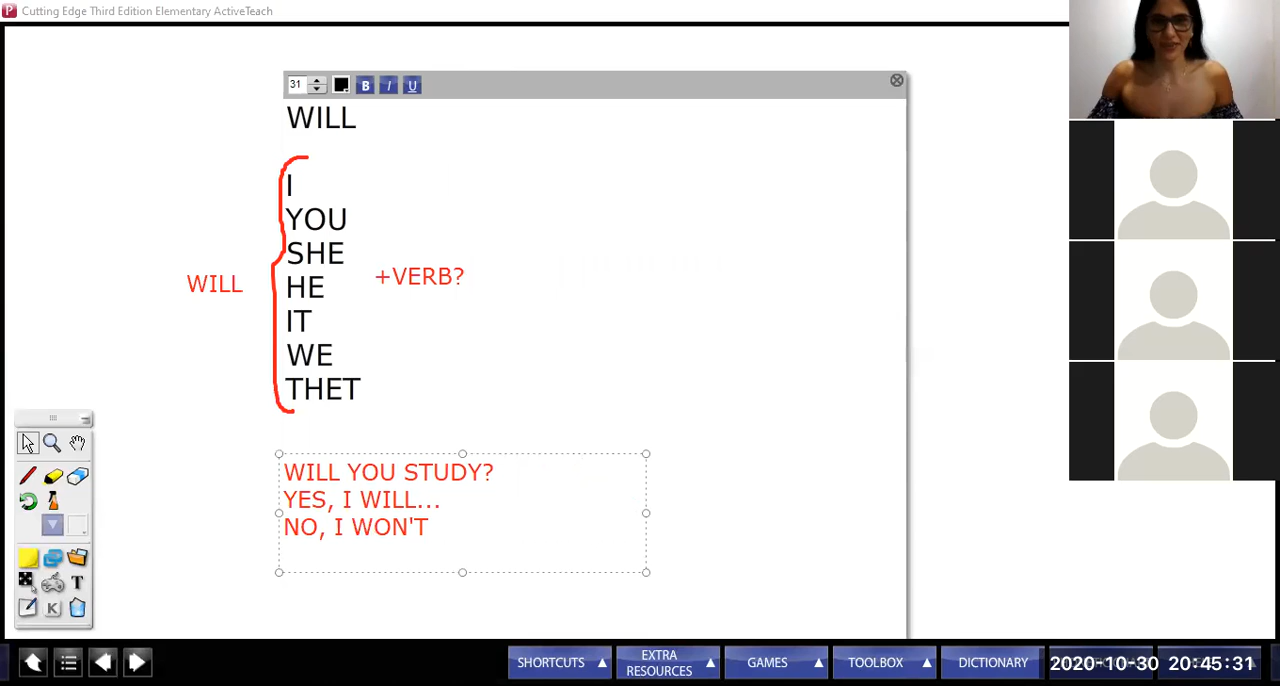 Cutting Edge Third Edition Elementary ActiveTeach
31
B I U
WILL
I
YOU
SHE
HE
IT
WE
THET
WILL
+VERB?
WILL YOU STUDY?
YES, I WILL...
NO, I WON'T
T
K
SHORTCUTS
EXTRA
RESOURCES
GAMES
TOOLBOX
DICTIONARY
2020-10-30 20:45:31